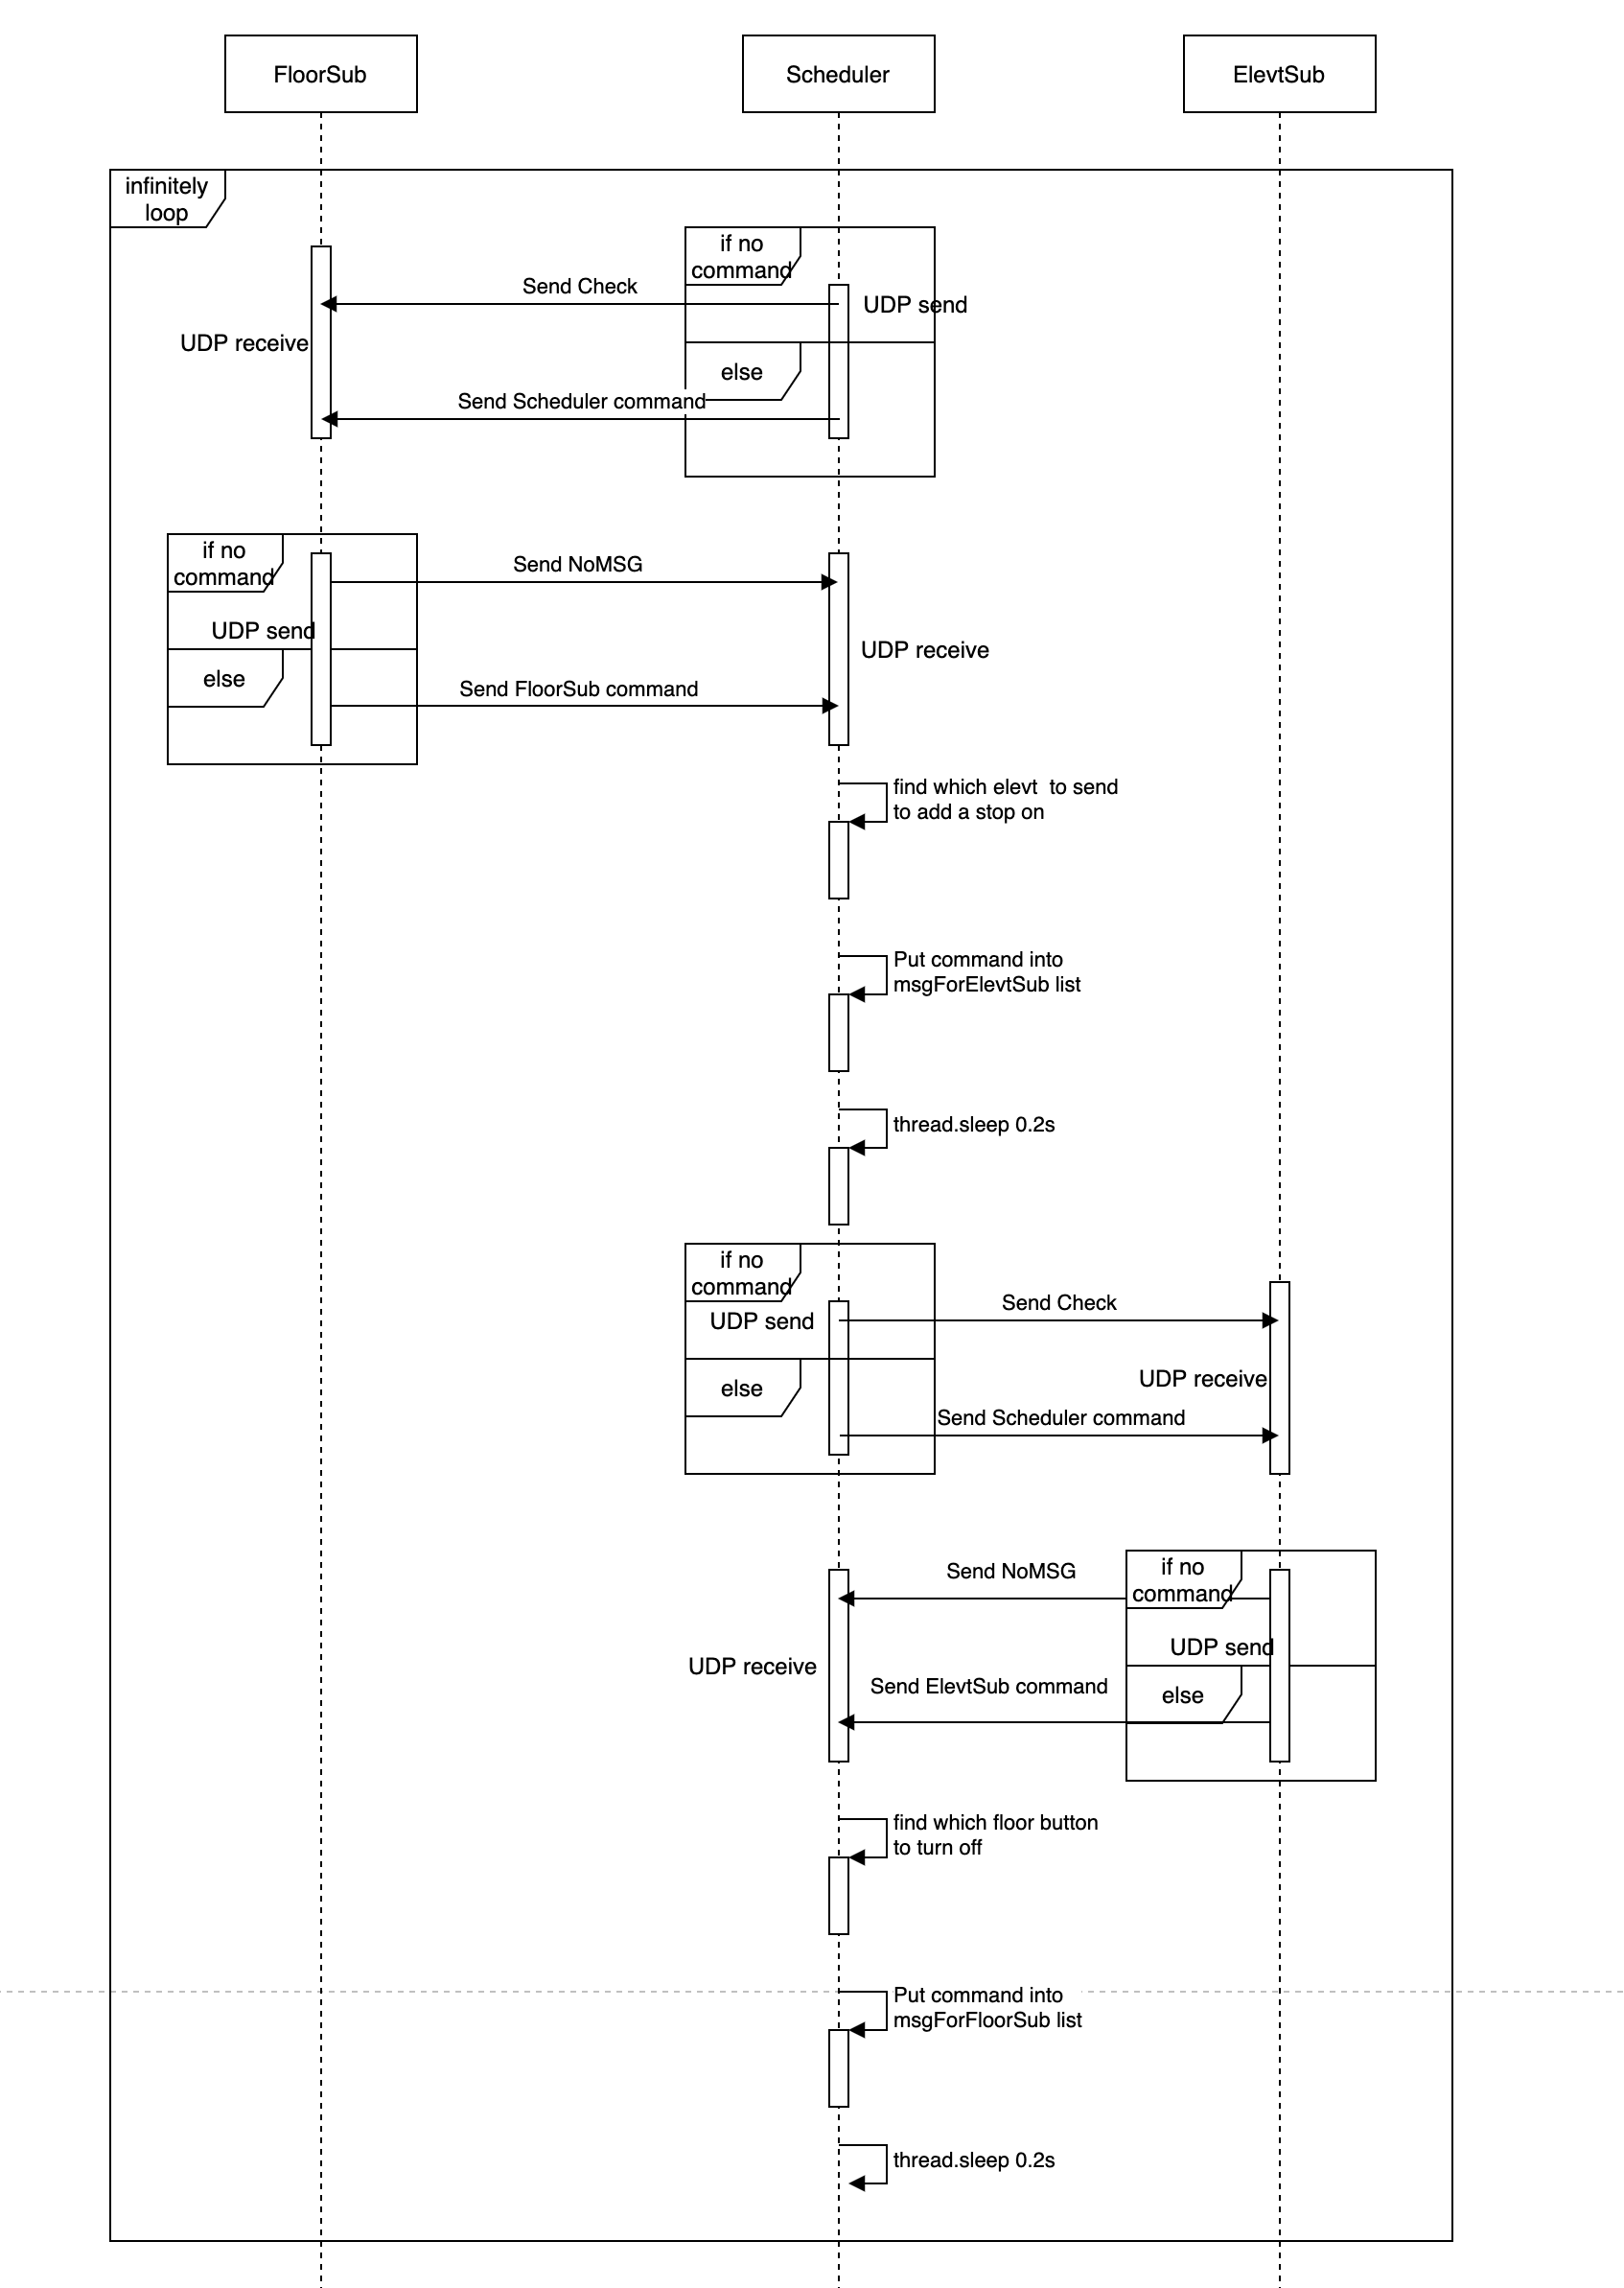 FloorSub
Scheduler
ElevtSub
infinitely
loop
if no
command
Send Check
UDP send
UDP receive
else
Send Scheduler command
if no
command
Send NoMSG
UDP send
UDP receive
else
Send FloorSub command
find which elevt  to send
to add a stop on
Put command into
msgForElevtSub list
thread.sleep 0.2s
if no
command
Send Check
UDP send
UDP receive
else
Send Scheduler command
if no
command
Send NoMSG
UDP send
UDP receive
Send ElevtSub command
else
find which floor button
to turn off
Put command into
msgForFloorSub list
thread.sleep 0.2s